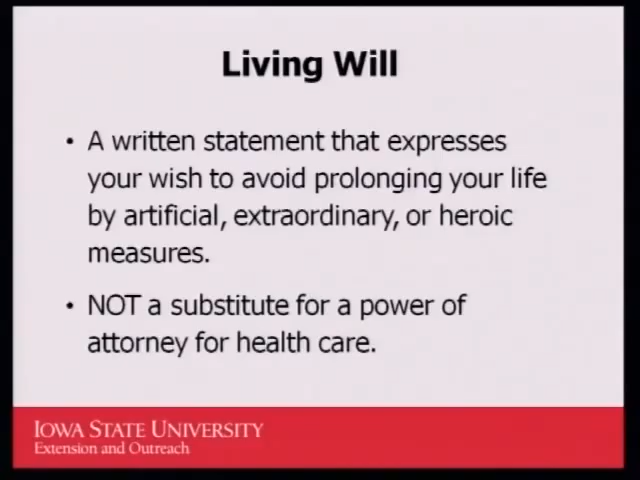 Living Will
• A written statement that expresses
your wish to avoid prolonging your life
by artificial, extraordinary, or heroic
measures.
• NOT a substitute for a power of
attorney for health care.
IOWA STATE UNIVERSITY
Extension and Outreach